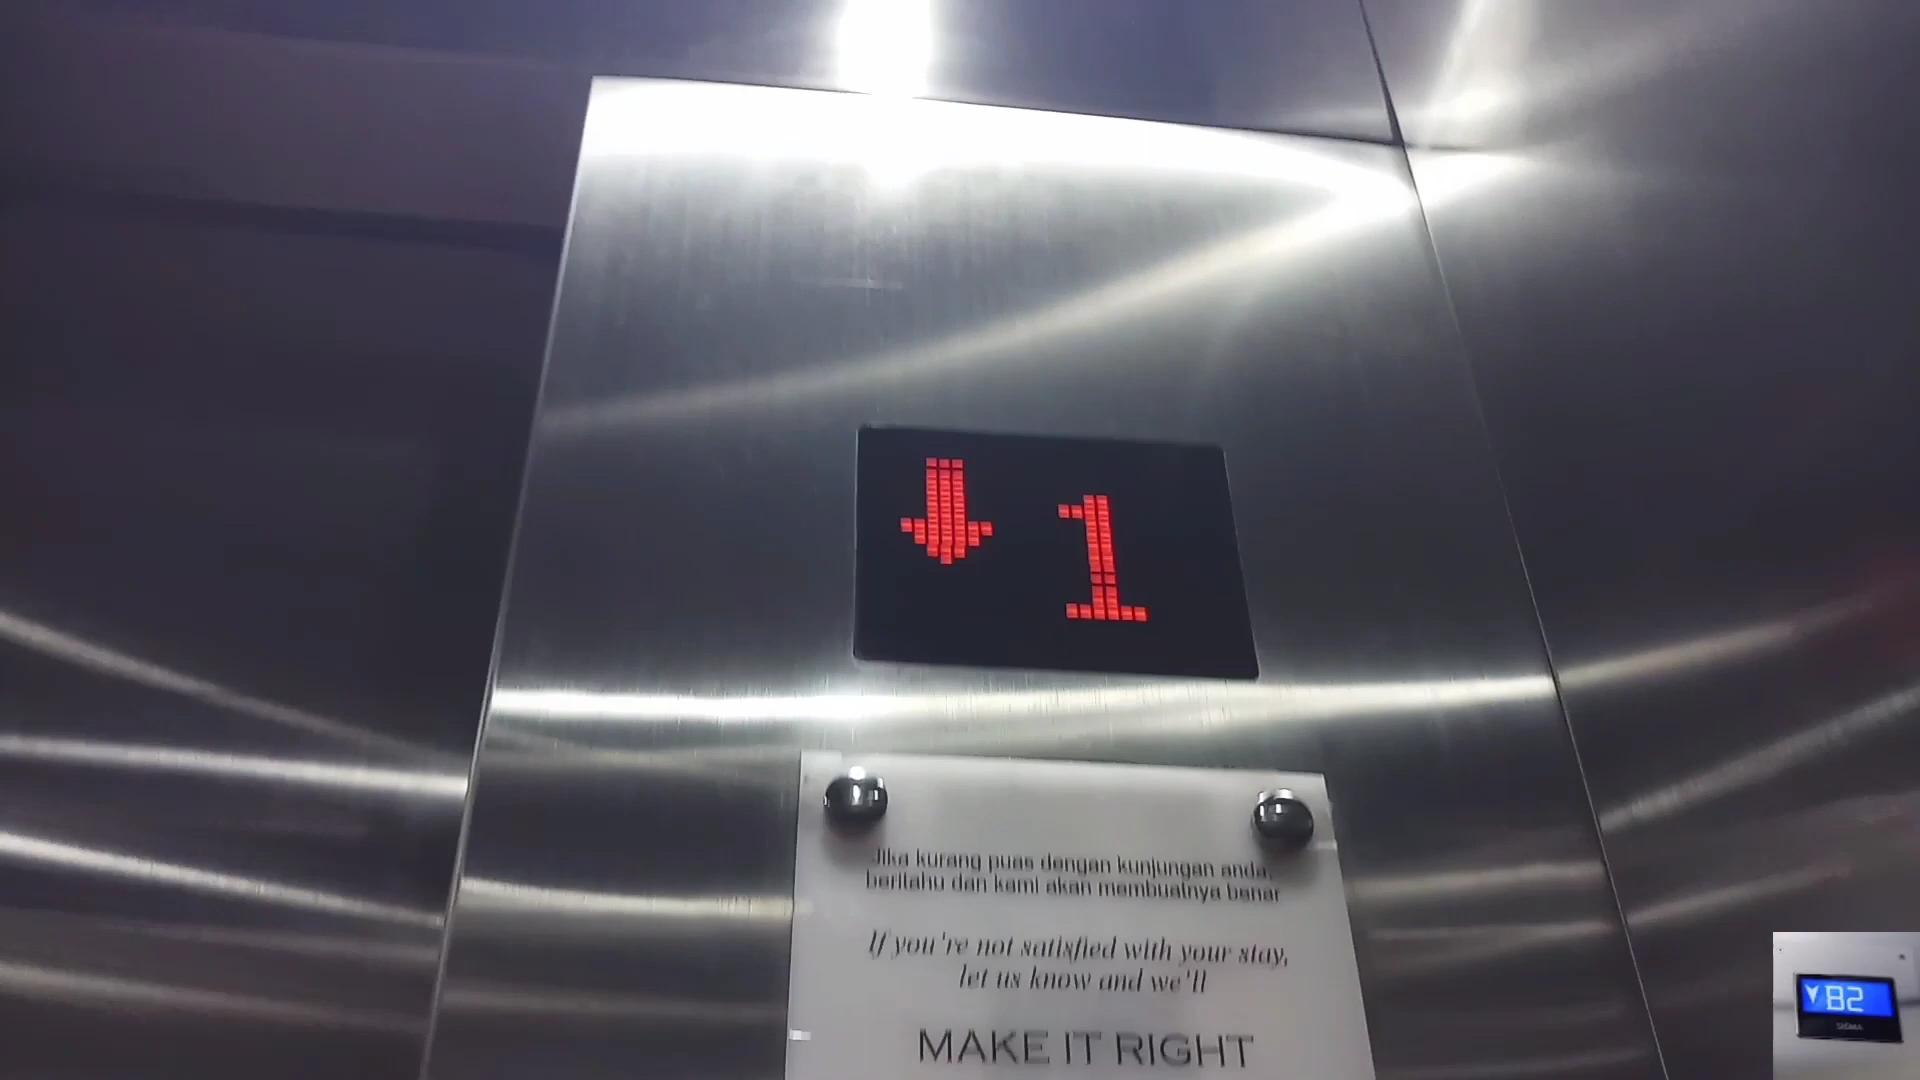 1
Jika kurang puas dengan kunjungan anda,
beritahu dan kami akan membuatnya benar
If you're not satisfied with your stay,
let us know and we'll
MAKE IT RIGHT
B2
SIGMA